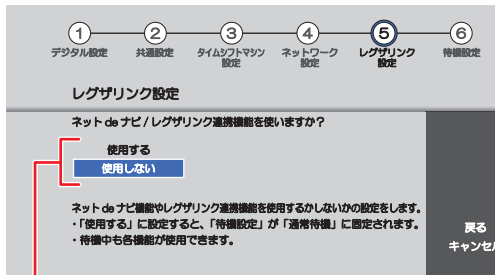 1 2 3 4 5 6
デジタル設定 共通設定 タイムシフトマシン ネットワーク レグザリンク 待機設定
設定 設定 設定
レグザリンク設定
ネット de ナビ / レグザリンク連携機能を使いますか？
使用する
使用しない
ネット de ナビ機能やレグザリンク連携機能を使用するかしないかの設定をします。
・「使用する」に設定すると、「待機設定」が「通常待機」に固定されます。
・待機中も各機能が使用できます。
戻る
キャンセル